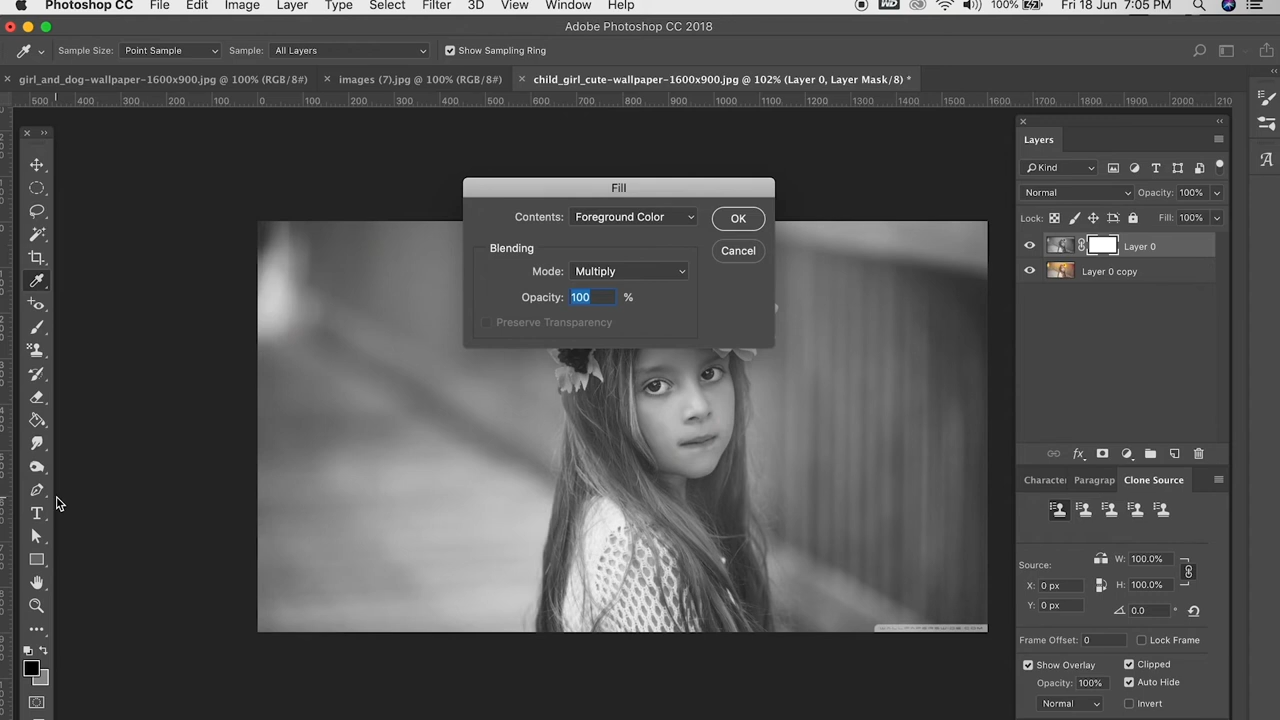 Photoshop CC File Edit Image Layer Type Select Filter 3D View Window Help 100% Fri 18 Jun 7:05 PM
Adobe Photoshop CC 2018
Sample Size: Point Sample Sample: All Layers Show Sampling Ring
girl_and_dog-wallpaper-1600x900.jpg @ 100% (RGB/8#) images (7).jpg @ 100% (RGB/8#) child_girl_cute-wallpaper-1600x900.jpg @ 102% (Layer 0, Layer Mask/8) *
500 400 300 200 100 0 100 200 300 400 500 600 700 800 900 1000 1100 1200 1300 1400 1500 1600 1700 1800 1900 2000 210
Layers
Kind
Normal Opacity: 100%
Lock: Fill: 100%
Layer 0
Layer 0 copy
Fill
Contents: Foreground Color OK
Blending Cancel
Mode: Multiply
Opacity: 100 %
Preserve Transparency
Character Paragrap Clone Source
Source: W: 100.0%
X: 0 px H: 100.0%
Y: 0 px 0.0 °
Frame Offset: 0 Lock Frame
Show Overlay Clipped
Opacity: 100% Auto Hide
Normal Invert